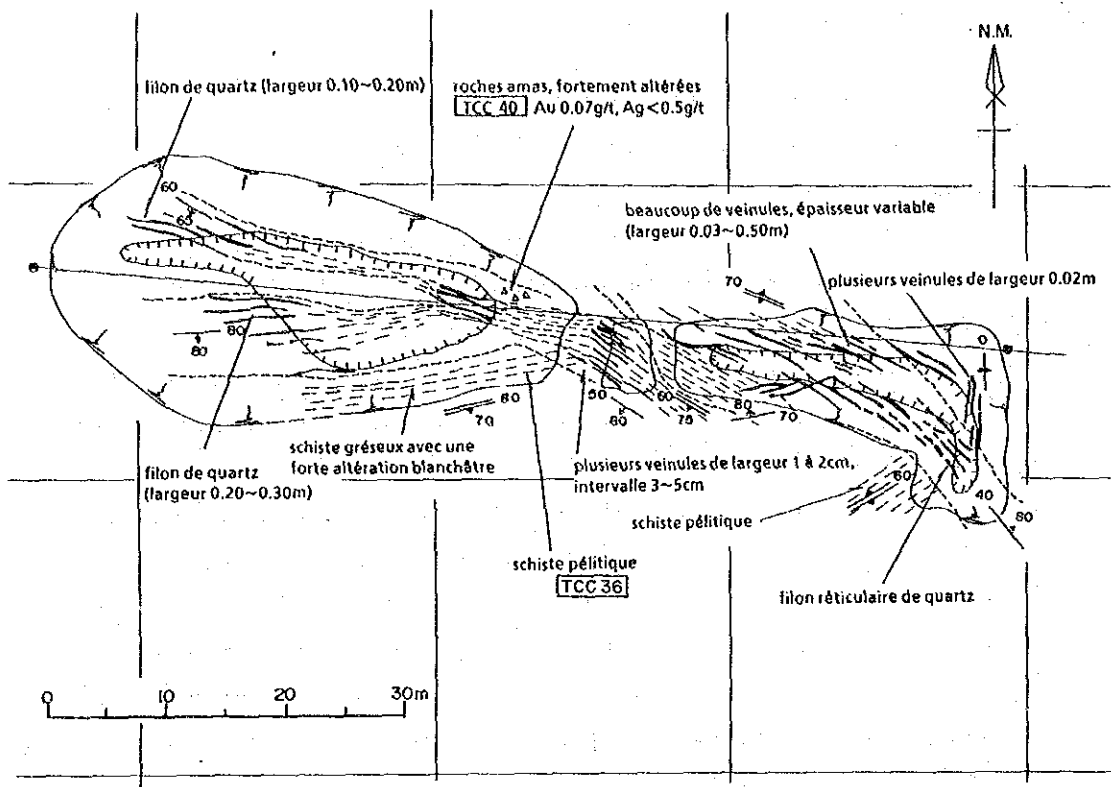 N.M.
filon de quartz (largeur 0.10~0.20m)
roches amas, fortement altérées
TCC 40 Au 0.07g/t, Ag<0.5g/t
beaucoup de veinules, épaisseur variable
(largeur 0.03~0.50m)
plusieurs veinules de largeur 0.02m
60
65
70
80
80
80
50
60
60
75
80
70
70
schiste gréseux avec une
forte altération blanchâtre
filon de quartz
(largeur 0.20~0.30m)
plusieurs veinules de largeur 1 à 2cm,
intervalle 3~5cm
60
40
80
schiste pélitique
schiste pélitique
TCC 36
filon réticulaire de quartz
0 10 20 30m